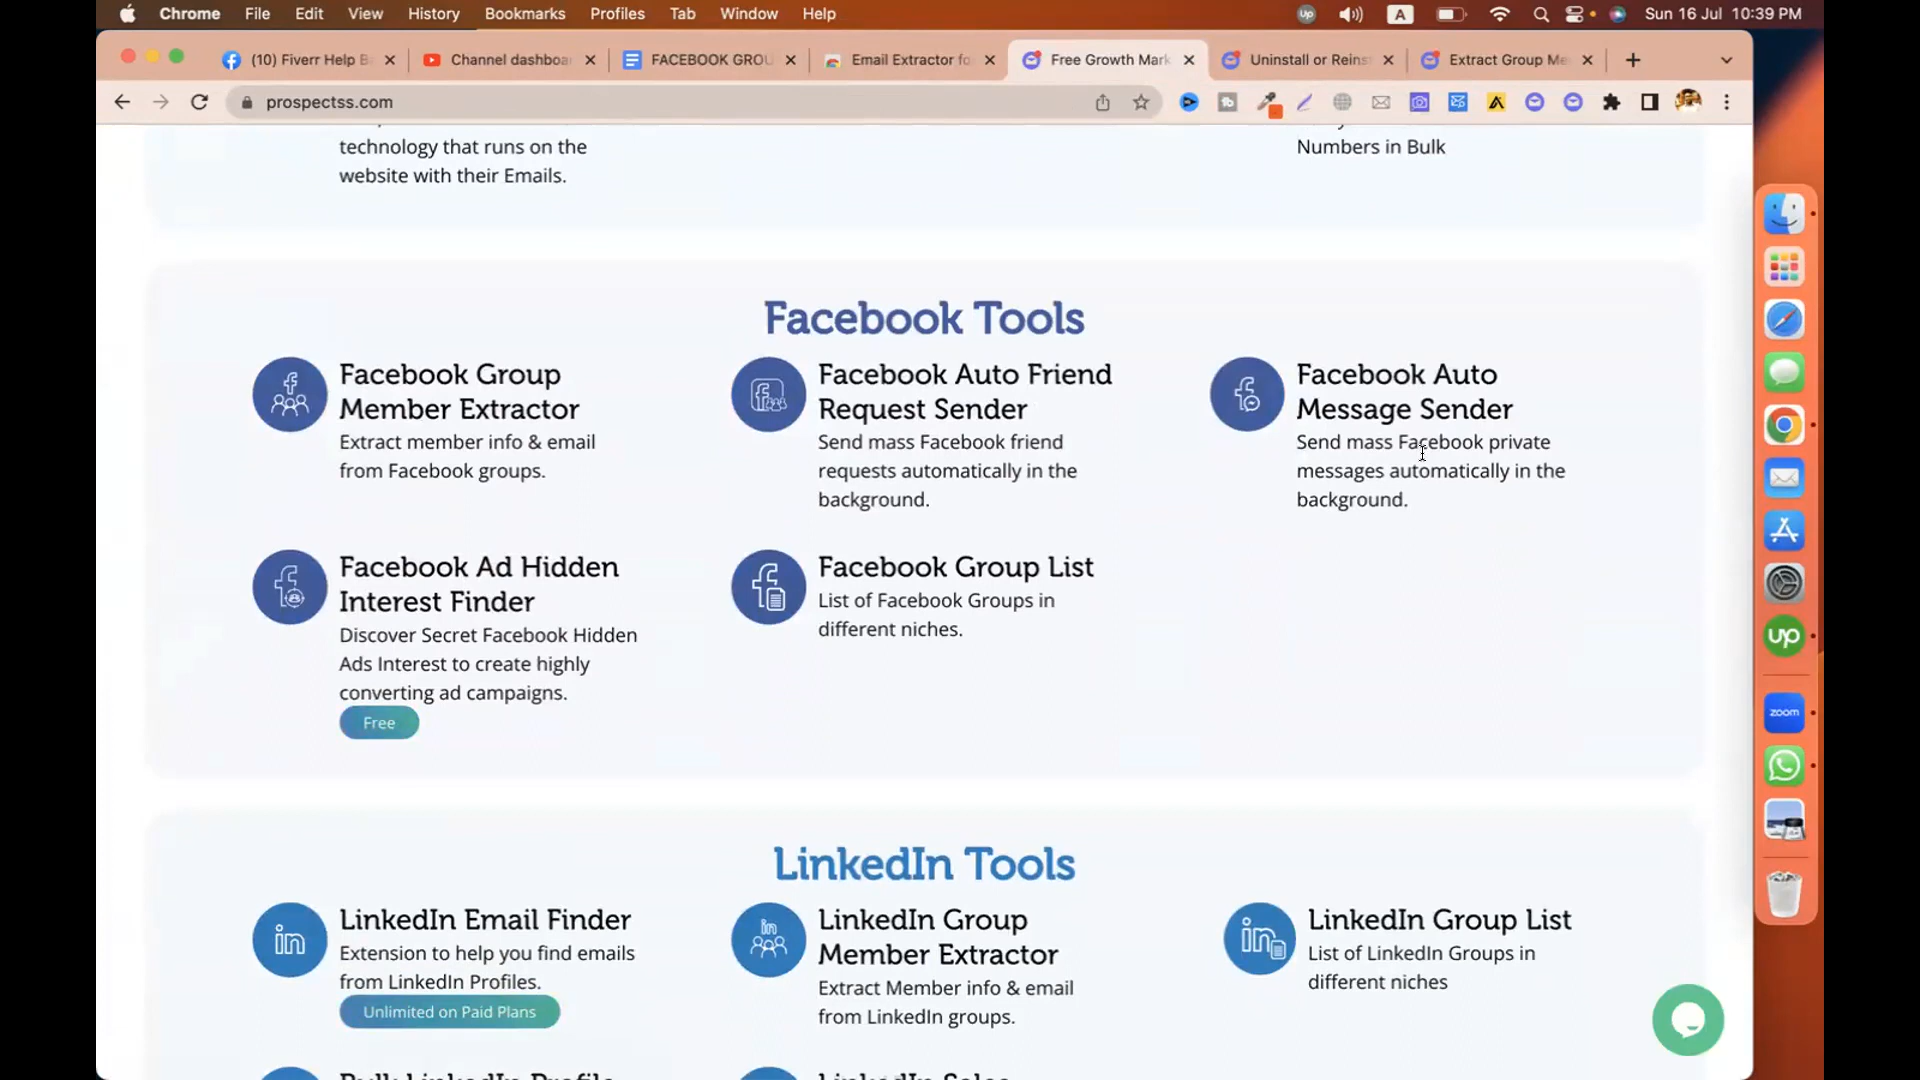 Chrome File Edit View History Bookmarks Profiles Tab Window Help
A Sun 16 Jul 10:39 PM
(10) Fiverr Help B
Channel dashboa
FACEBOOK GROU
Email Extractor fo
Free Growth Mark
Uninstall or Reins
Extract Group Me
prospectss.com
technology that runs on the
website with their Emails.
Numbers in Bulk
Facebook Tools
Facebook Group
Member Extractor
Extract member info & email
from Facebook groups.
Facebook Auto Friend
Request Sender
Send mass Facebook friend
requests automatically in the
background.
Facebook Auto
Message Sender
Send mass Facebook private
messages automatically in the
background.
Facebook Ad Hidden
Interest Finder
Discover Secret Facebook Hidden
Ads Interest to create highly
converting ad campaigns.
Free
Facebook Group List
List of Facebook Groups in
different niches.
LinkedIn Tools
LinkedIn Email Finder
Extension to help you find emails
from LinkedIn Profiles.
Unlimited on Paid Plans
LinkedIn Group
Member Extractor
Extract Member info & email
from LinkedIn groups.
LinkedIn Group List
List of LinkedIn Groups in
different niches
up
zoom